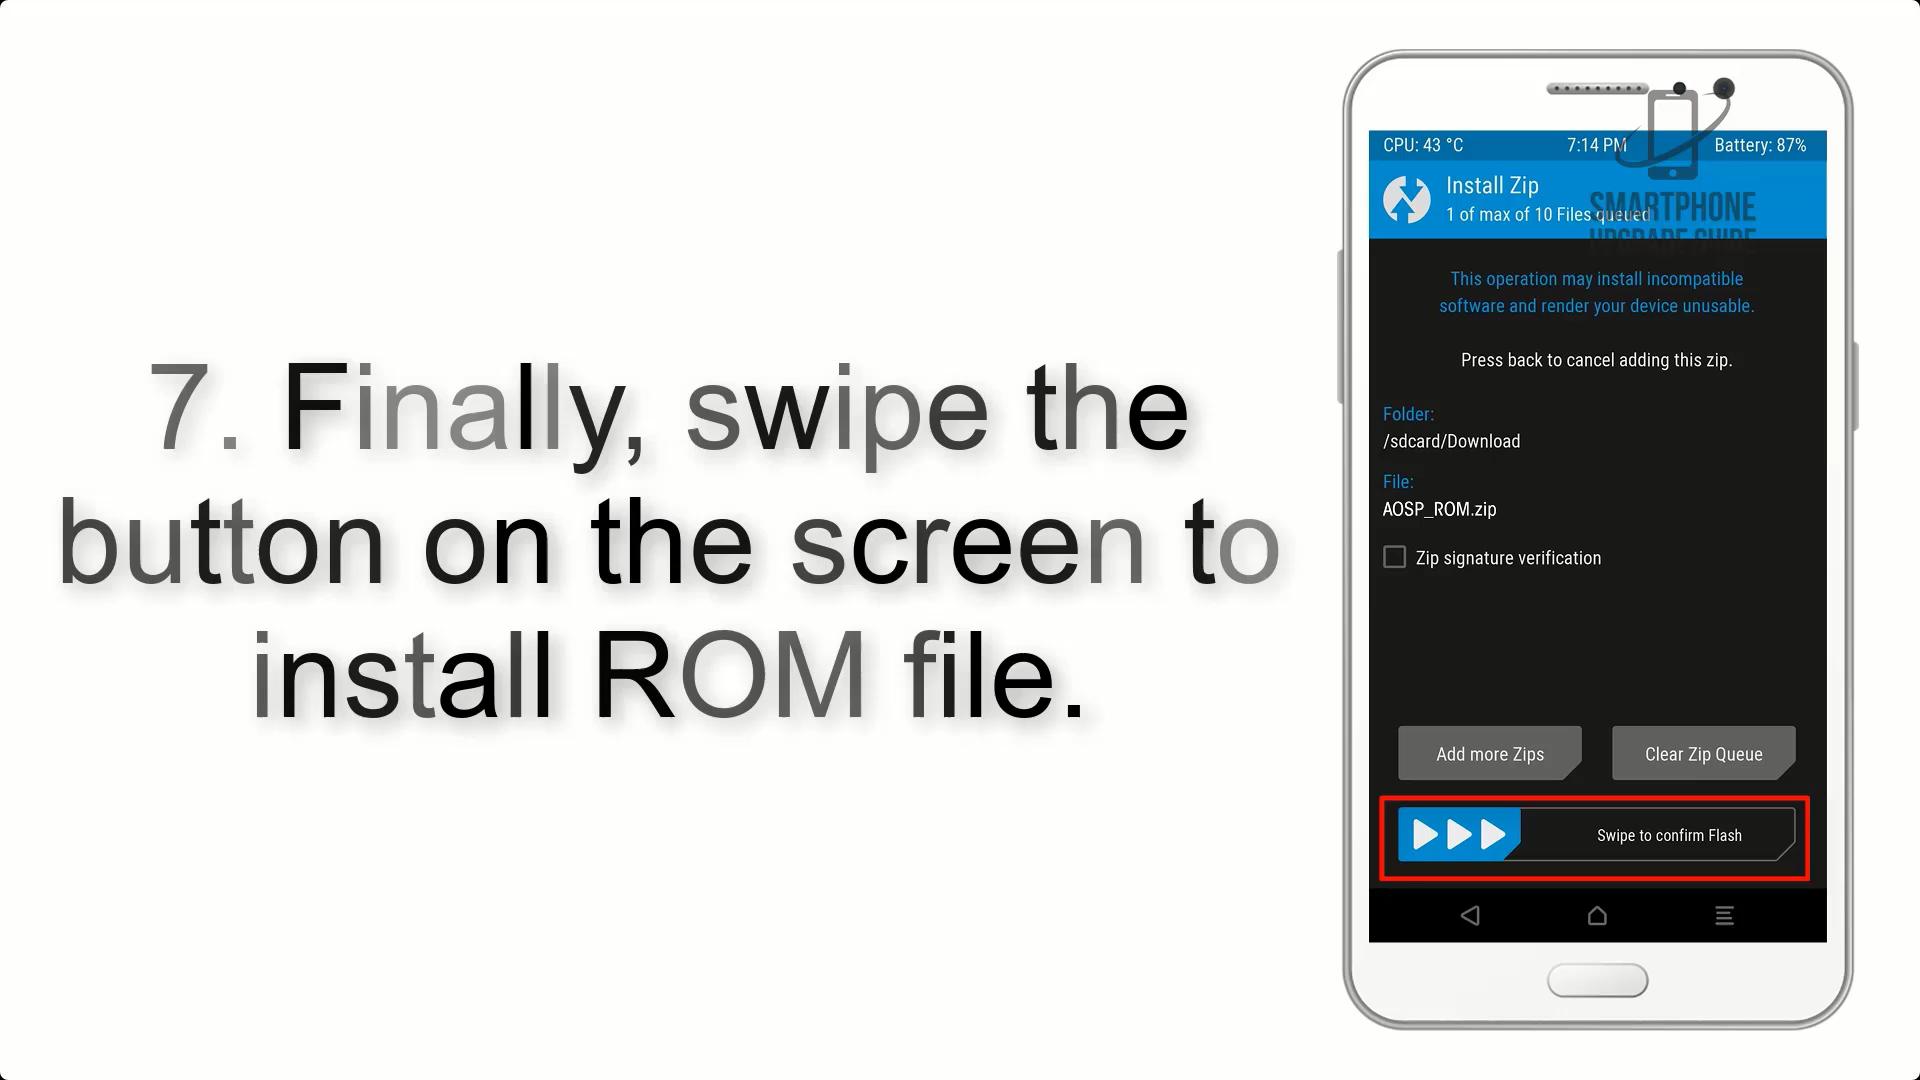 7. Finally, swipe the
button on the screen to
install ROM file.
CPU: 43 °C 7:14 PM Battery: 87%
Install Zip
1 of max of 10 Files queued
SMARTPHONE
UPGRADE GUIDE
This operation may install incompatible
software and render your device unusable.
Press back to cancel adding this zip.
Folder:
/sdcard/Download
File:
AOSP_ROM.zip
Zip signature verification
Add more Zips Clear Zip Queue
Swipe to confirm Flash